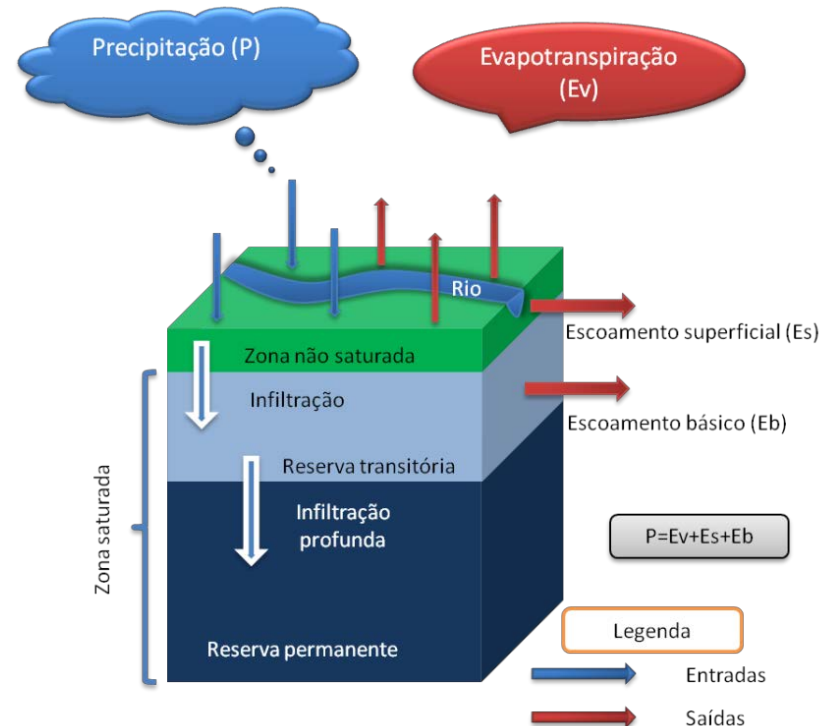 Precipitação (P)
Evapotranspiração
(Ev)
Rio
Escoamento superficial (Es)
Zona não saturada
Infiltração
Escoamento básico (Eb)
Reserva transitória
Zona saturada
Infiltração
profunda
P=Ev+Es+Eb
Reserva permanente
Legenda
Entradas
Saídas